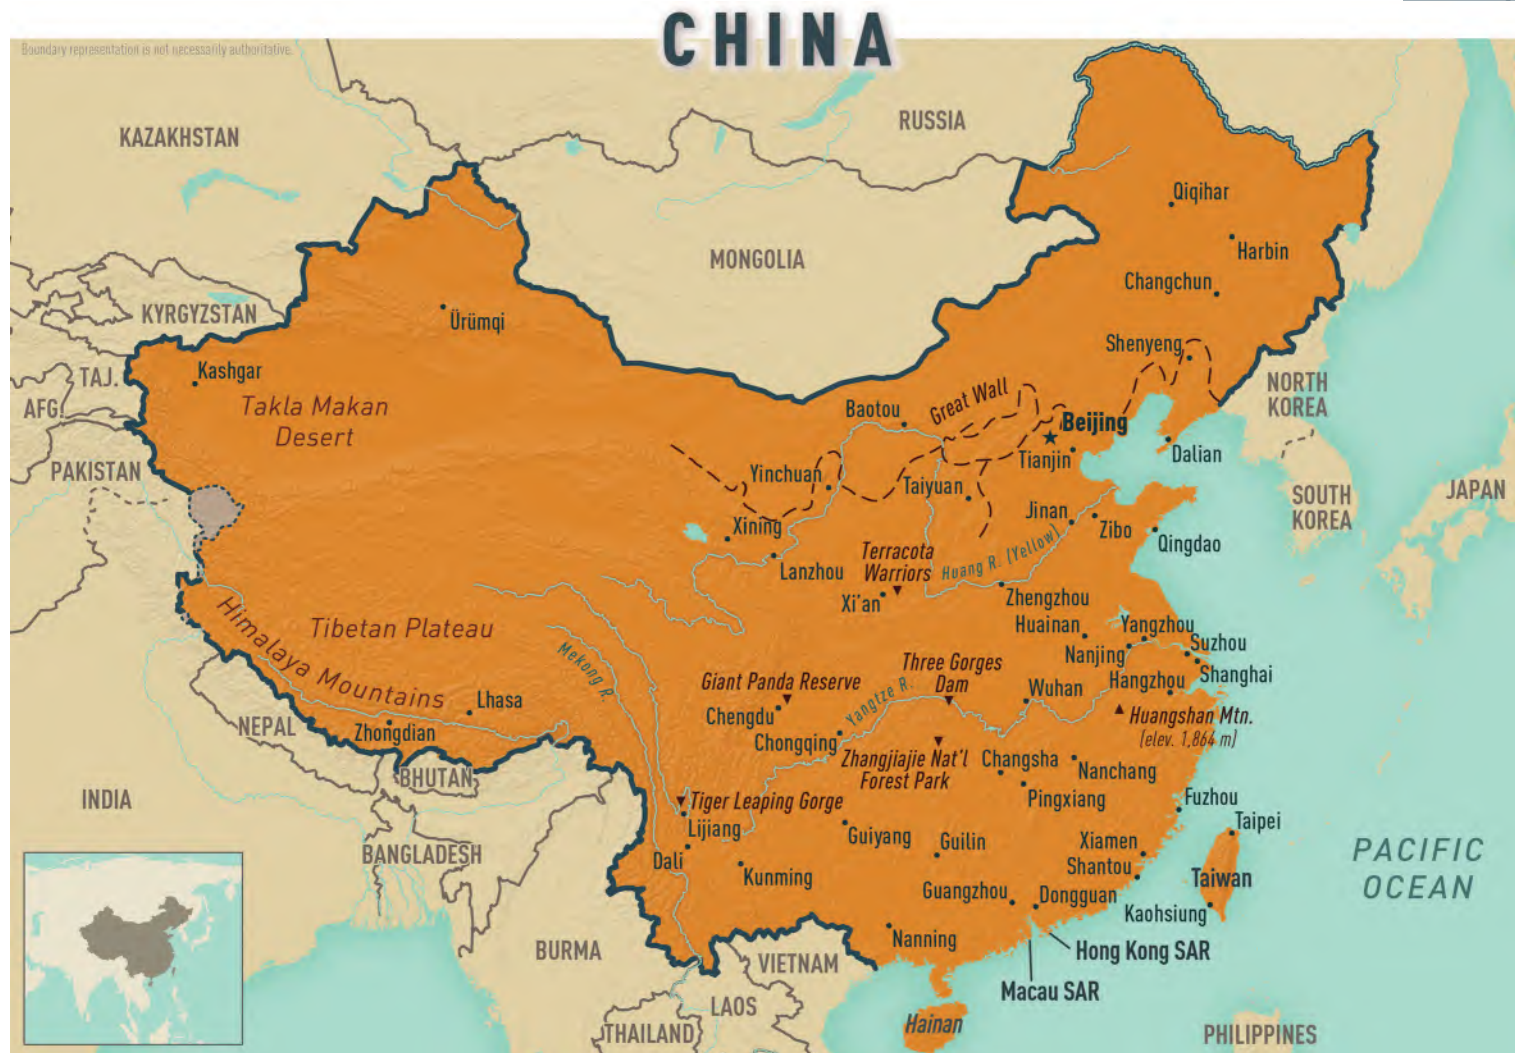 CHINA
Boundary representation is not necessarily authoritative.
RUSSIA
KAZAKHSTAN
Qiqihar
Harbin
MONGOLIA
Changchun
KYRGYZSTAN
Ürümqi
Shenyeng
Kashgar
TAJ.
NORTH
KOREA
AFG.
Takla Makan
Desert
Baotou
Great Wall
Beijing
Tianjin
Dalian
PAKISTAN
Yinchuan
Taiyuan
SOUTH
KOREA
JAPAN
Xining
Jinan
Zibo
Qingdao
Lanzhou
Terracota
Warriors
Huang R. (Yellow)
Xi'an
Zhengzhou
Himalaya Mountains
Tibetan Plateau
Huainan
Yangzhou
Suzhou
Mekong R.
Nanjing
Shanghai
Giant Panda Reserve
Three Gorges
Dam
Hangzhou
Lhasa
Chengdu
Yangtze R.
Wuhan
Huangshan Mtn.
(elev. 1,864 m)
NEPAL
Zhongdian
Chongqing
Zhangjiajie Nat'l
Forest Park
Changsha
Nanchang
BHUTAN
INDIA
Tiger Leaping Gorge
Pingxiang
Fuzhou
Lijiang
Guiyang
Guilin
Xiamen
Taipei
BANGLADESH
Dali
Kunming
Shantou
Taiwan
PACIFIC
OCEAN
Guangzhou
Dongguan
Kaohsiung
BURMA
Nanning
Hong Kong SAR
VIETNAM
Macau SAR
LAOS
THAILAND
Hainan
PHILIPPINES